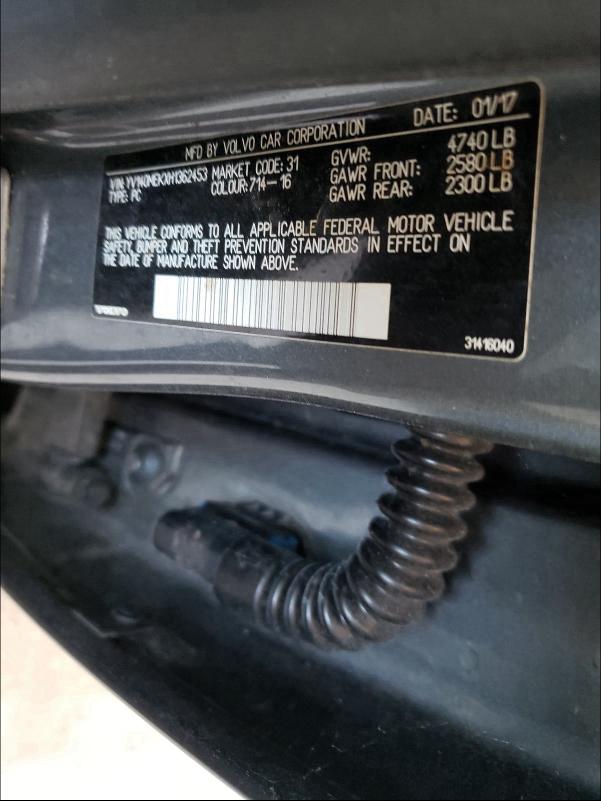 MFD BY VOLVO CAR CORPORATION DATE: 01/17
VIN: YV140MEKXH1362453 MARKET CODE: 31 GVWR: 4740 LB
TYPE: PC COLOUR: 714-16 GAWR FRONT: 2580 LB
GAWR REAR: 2300 LB
THIS VEHICLE CONFORMS TO ALL APPLICABLE FEDERAL MOTOR VEHICLE
SAFETY, BUMPER AND THEFT PREVENTION STANDARDS IN EFFECT ON
THE DATE OF MANUFACTURE SHOWN ABOVE.
31416040